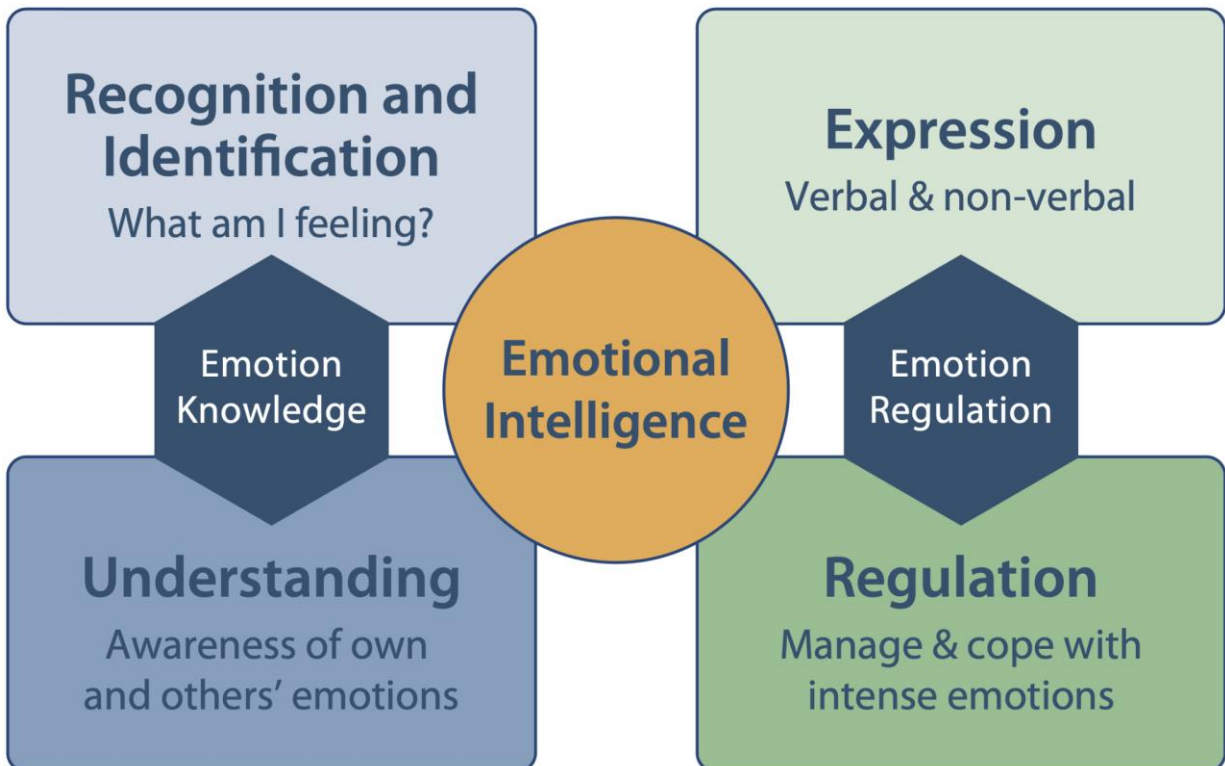 Recognition and
Identification
What am I feeling?
Expression
Verbal & non-verbal
Emotion
Knowledge
Emotional
Intelligence
Emotion
Regulation
Understanding
Awareness of own
and others’ emotions
Regulation
Manage & cope with
intense emotions